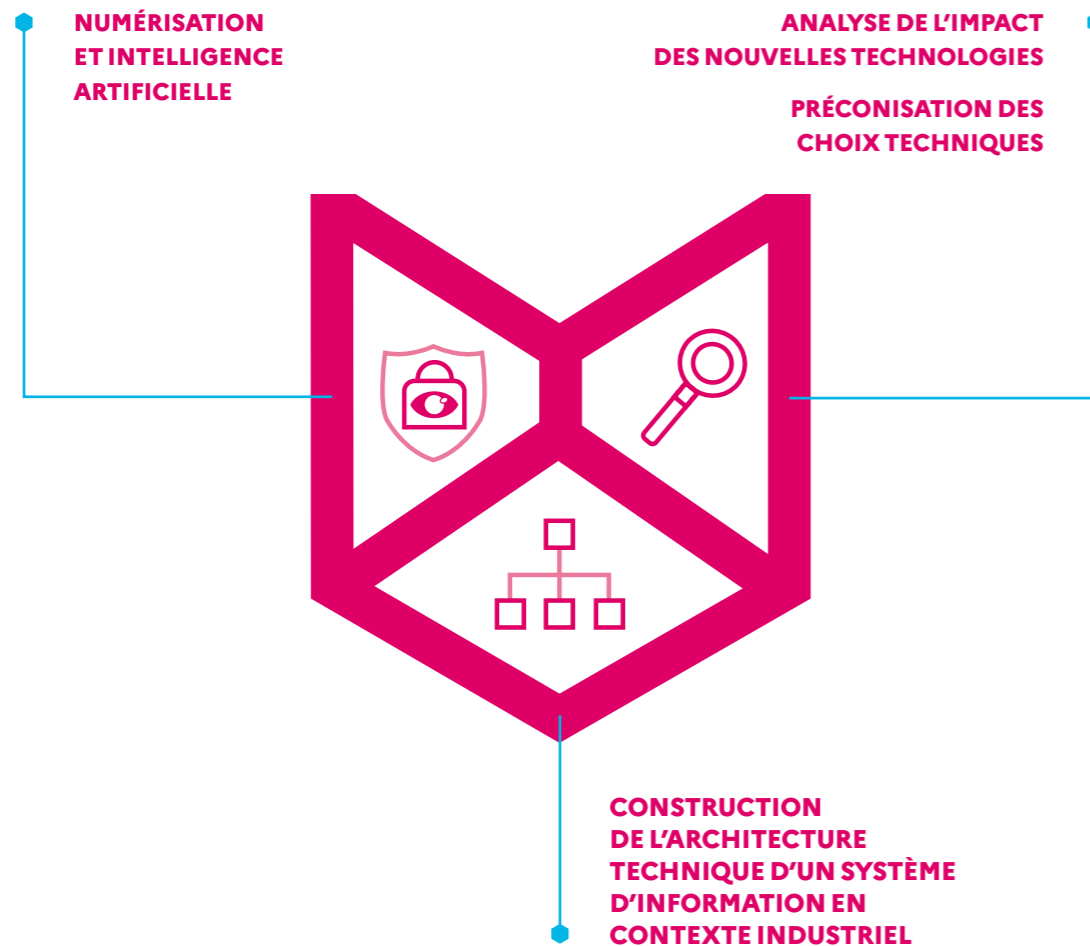 NUMÉRISATION
ET INTELLIGENCE
ARTIFICIELLE
ANALYSE DE L’IMPACT
DES NOUVELLES TECHNOLOGIES
PRÉCONISATION DES
CHOIX TECHNIQUES
CONSTRUCTION
DE L’ARCHITECTURE
TECHNIQUE D’UN SYSTÈME
D’INFORMATION EN
CONTEXTE INDUSTRIEL